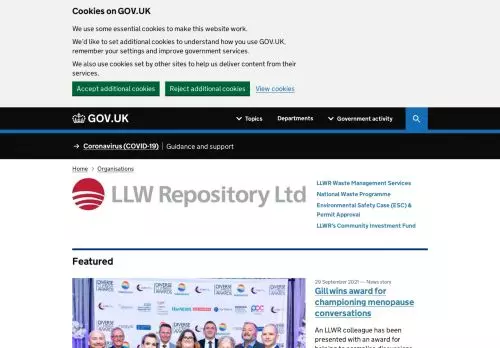 Cookies on GOV.UK
We use some essential cookies to make this website work.
We'd like to set additional cookies to understand how you use GOV.UK,
remember your settings and improve government services.
We also use cookies set by other sites to help us deliver content from their
services.
Accept additional cookies Reject additional cookies View cookies
GOV.UK Topics Departments Government activity
→ Coronavirus (COVID-19) Guidance and support
Home > Organisations
LLW Repository Ltd
LLWR Waste Management Services
National Waste Programme
Environmental Safety Case (ESC) &
Permit Approval
LLWR's Community Investment Fund
Featured
29 September 2021 — News story
Gill wins award for
championing menopause
conversations
An LLWR colleague has been
presented with an award for